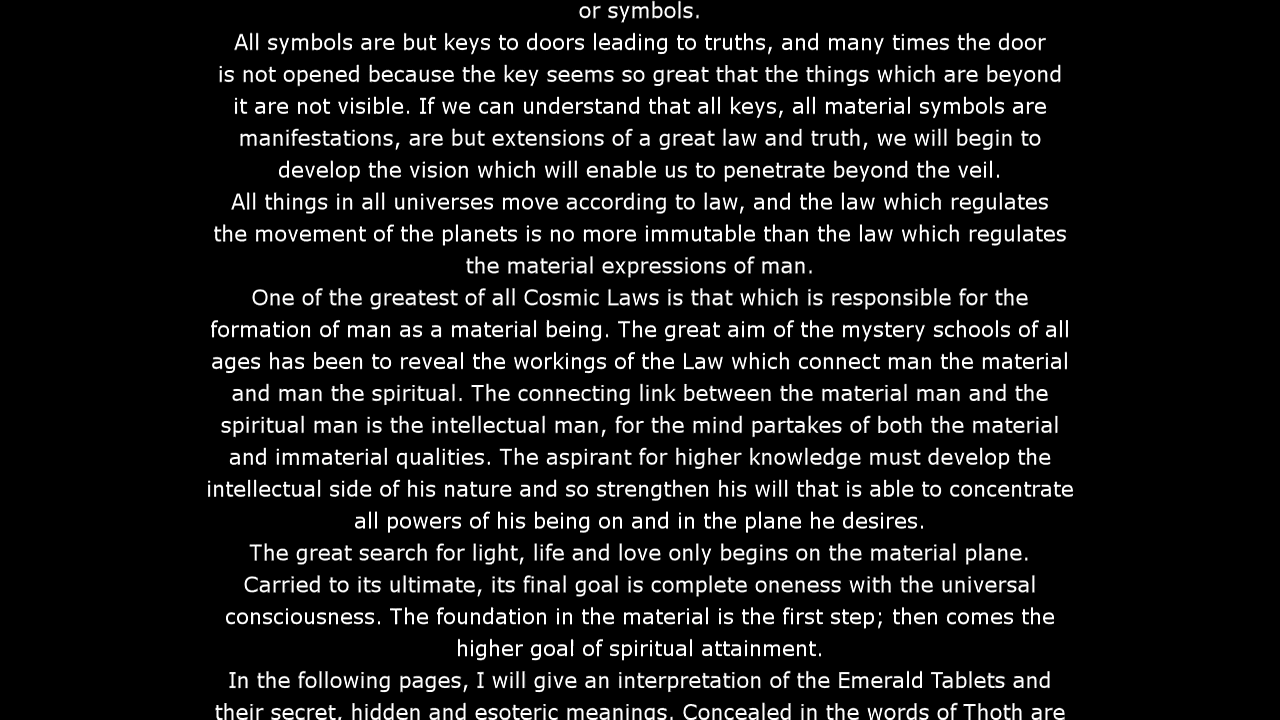 or symbols.
All symbols are but keys to doors leading to truths, and many times the door
is not opened because the key seems so great that the things which are beyond
it are not visible. If we can understand that all keys, all material symbols are
manifestations, are but extensions of a great law and truth, we will begin to
develop the vision which will enable us to penetrate beyond the veil.
All things in all universes move according to law, and the law which regulates
the movement of the planets is no more immutable than the law which regulates
the material expressions of man.
One of the greatest of all Cosmic Laws is that which is responsible for the
formation of man as a material being. The great aim of the mystery schools of all
ages has been to reveal the workings of the Law which connect man the material
and man the spiritual. The connecting link between the material man and the
spiritual man is the intellectual man, for the mind partakes of both the material
and immaterial qualities. The aspirant for higher knowledge must develop the
intellectual side of his nature and so strengthen his will that is able to concentrate
all powers of his being on and in the plane he desires.
The great search for light, life and love only begins on the material plane.
Carried to its ultimate, its final goal is complete oneness with the universal
consciousness. The foundation in the material is the first step; then comes the
higher goal of spiritual attainment.
In the following pages, I will give an interpretation of the Emerald Tablets and
their secret, hidden and esoteric meanings. Concealed in the words of Thoth are